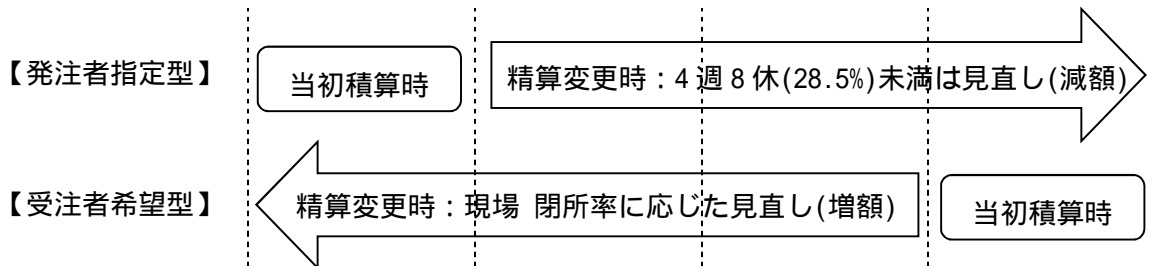 【発注者指定型】
当初積算時
精算変更時：４週８休(28.5%)未満は見直し(減額)
【受注者希望型】
精算変更時：現場 閉所率に応じた見直し(増額)
当初積算時